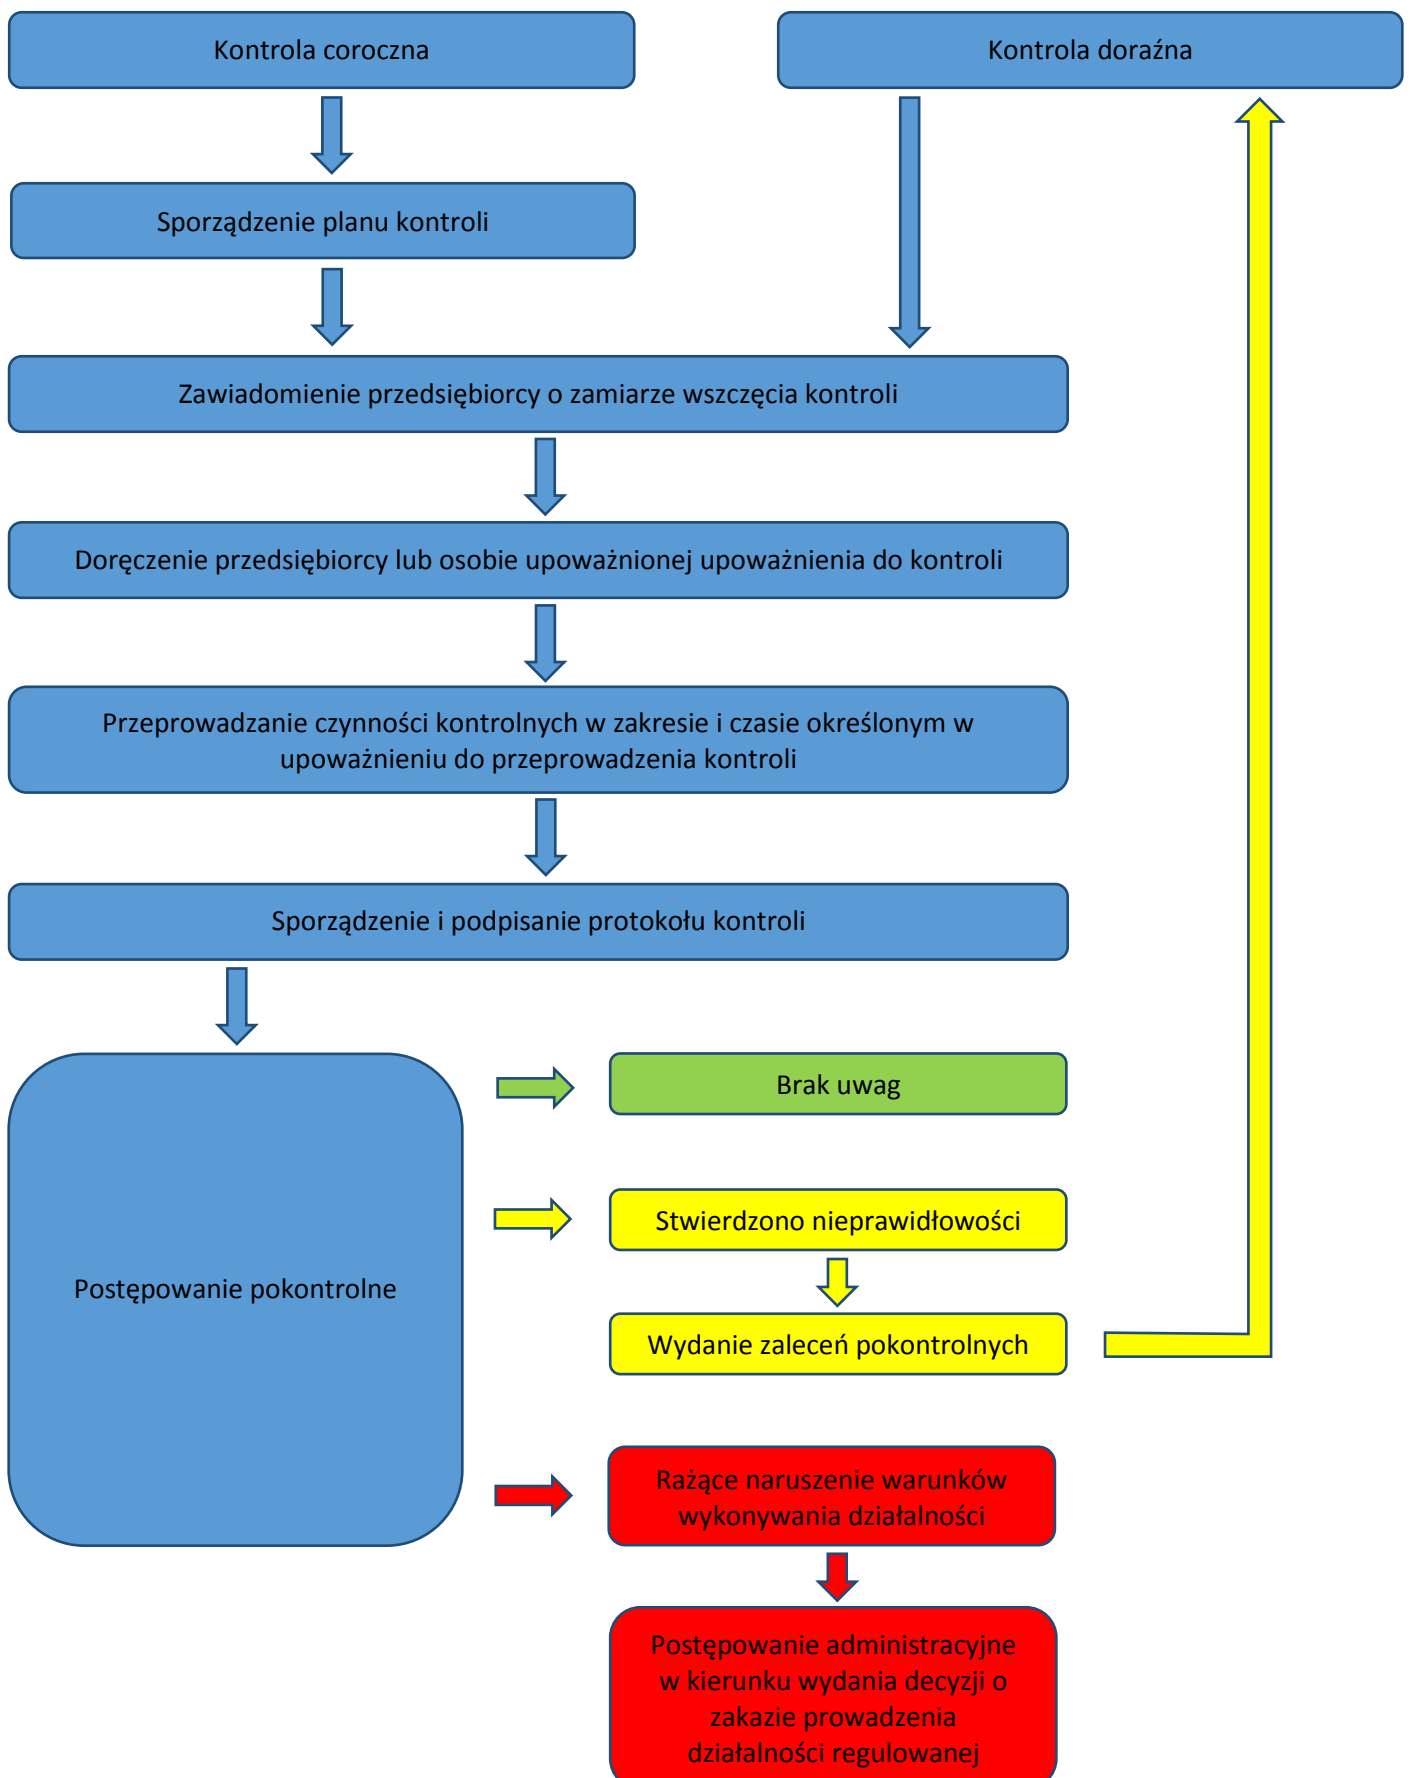 Kontrola coroczna
Kontrola doraźna
Sporządzenie planu kontroli
Zawiadomienie przedsiębiorcy o zamiarze wszczęcia kontroli
Doręczenie przedsiębiorcy lub osobie upoważnionej upoważnienia do kontroli
Przeprowadzanie czynności kontrolnych w zakresie i czasie określonym w
upoważnieniu do przeprowadzenia kontroli
Sporządzenie i podpisanie protokołu kontroli
Brak uwag
Stwierdzono nieprawidłowości
Postępowanie pokontrolne
Wydanie zaleceń pokontrolnych
Rażące naruszenie warunków
wykonywania działalności
Postępowanie administracyjne
w kierunku wydania decyzji o
zakazie prowadzenia
działalności regulowanej